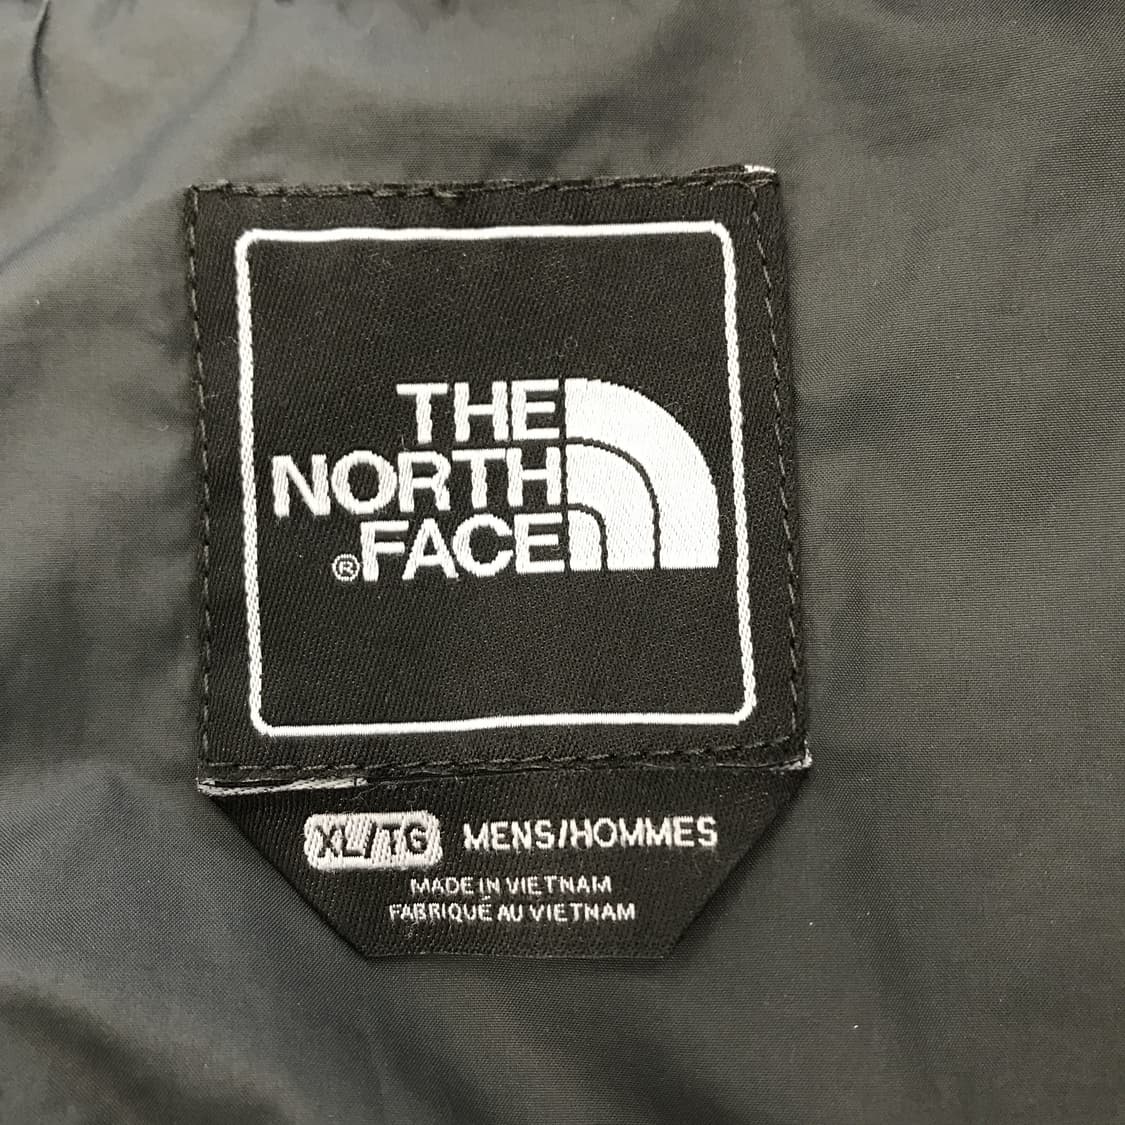 THE
NORTH
®FACE
XL/TG MENS/HOMMES
MADE IN VIETNAM
FABRIQUÉ AU VIETNAM